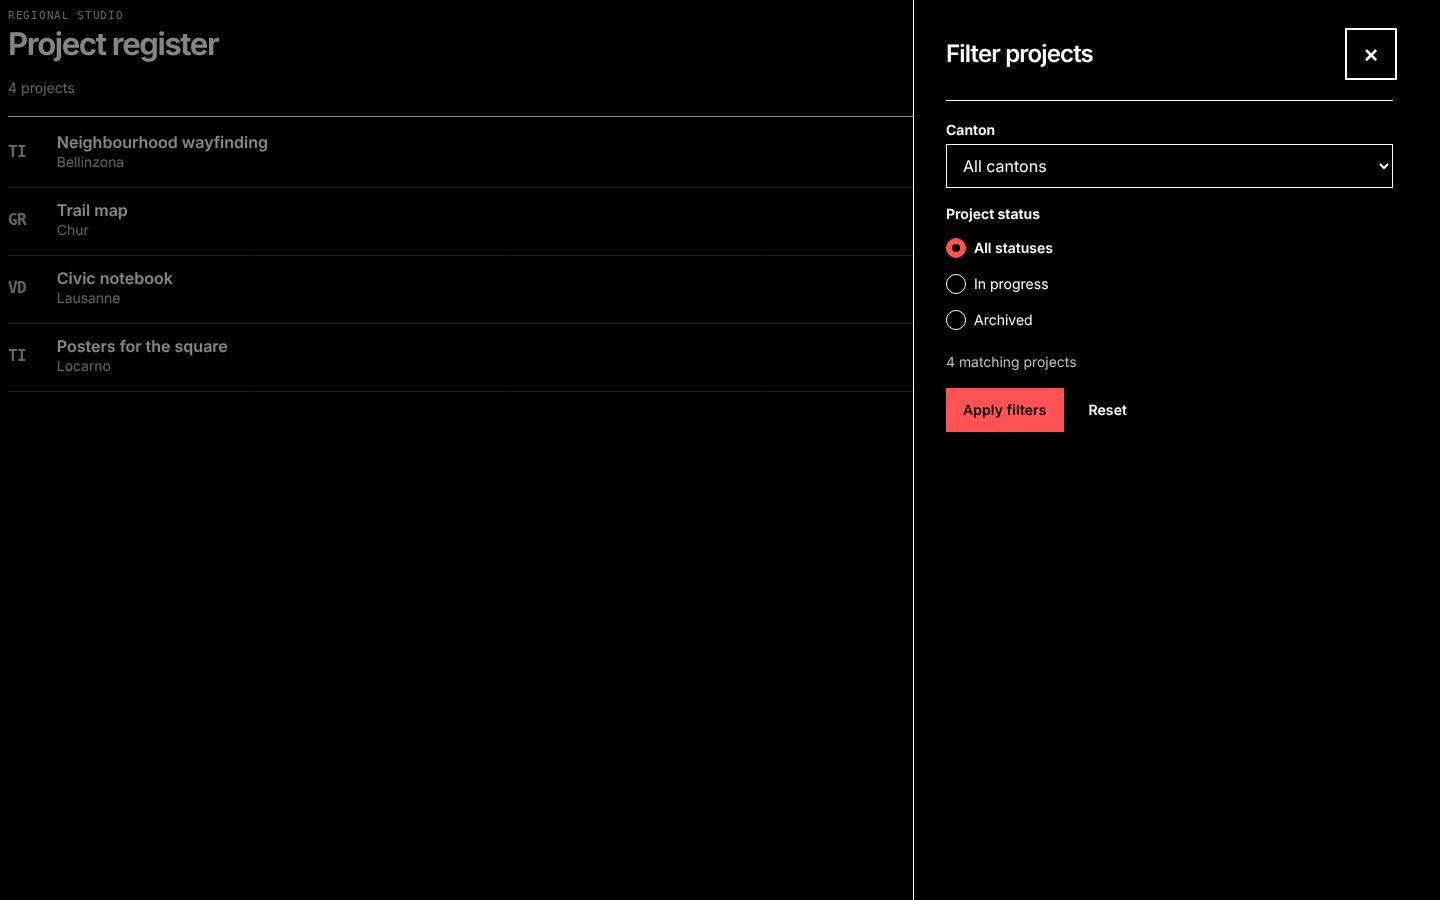 REGIONAL STUDIO
Project register
4 projects
TI
Neighbourhood wayfinding
Bellinzona
GR
Trail map
Chur
VD
Civic notebook
Lausanne
TI
Posters for the square
Locarno
Filter projects
×
Canton
All cantons
Project status
All statuses
In progress
Archived
4 matching projects
Apply filters
Reset